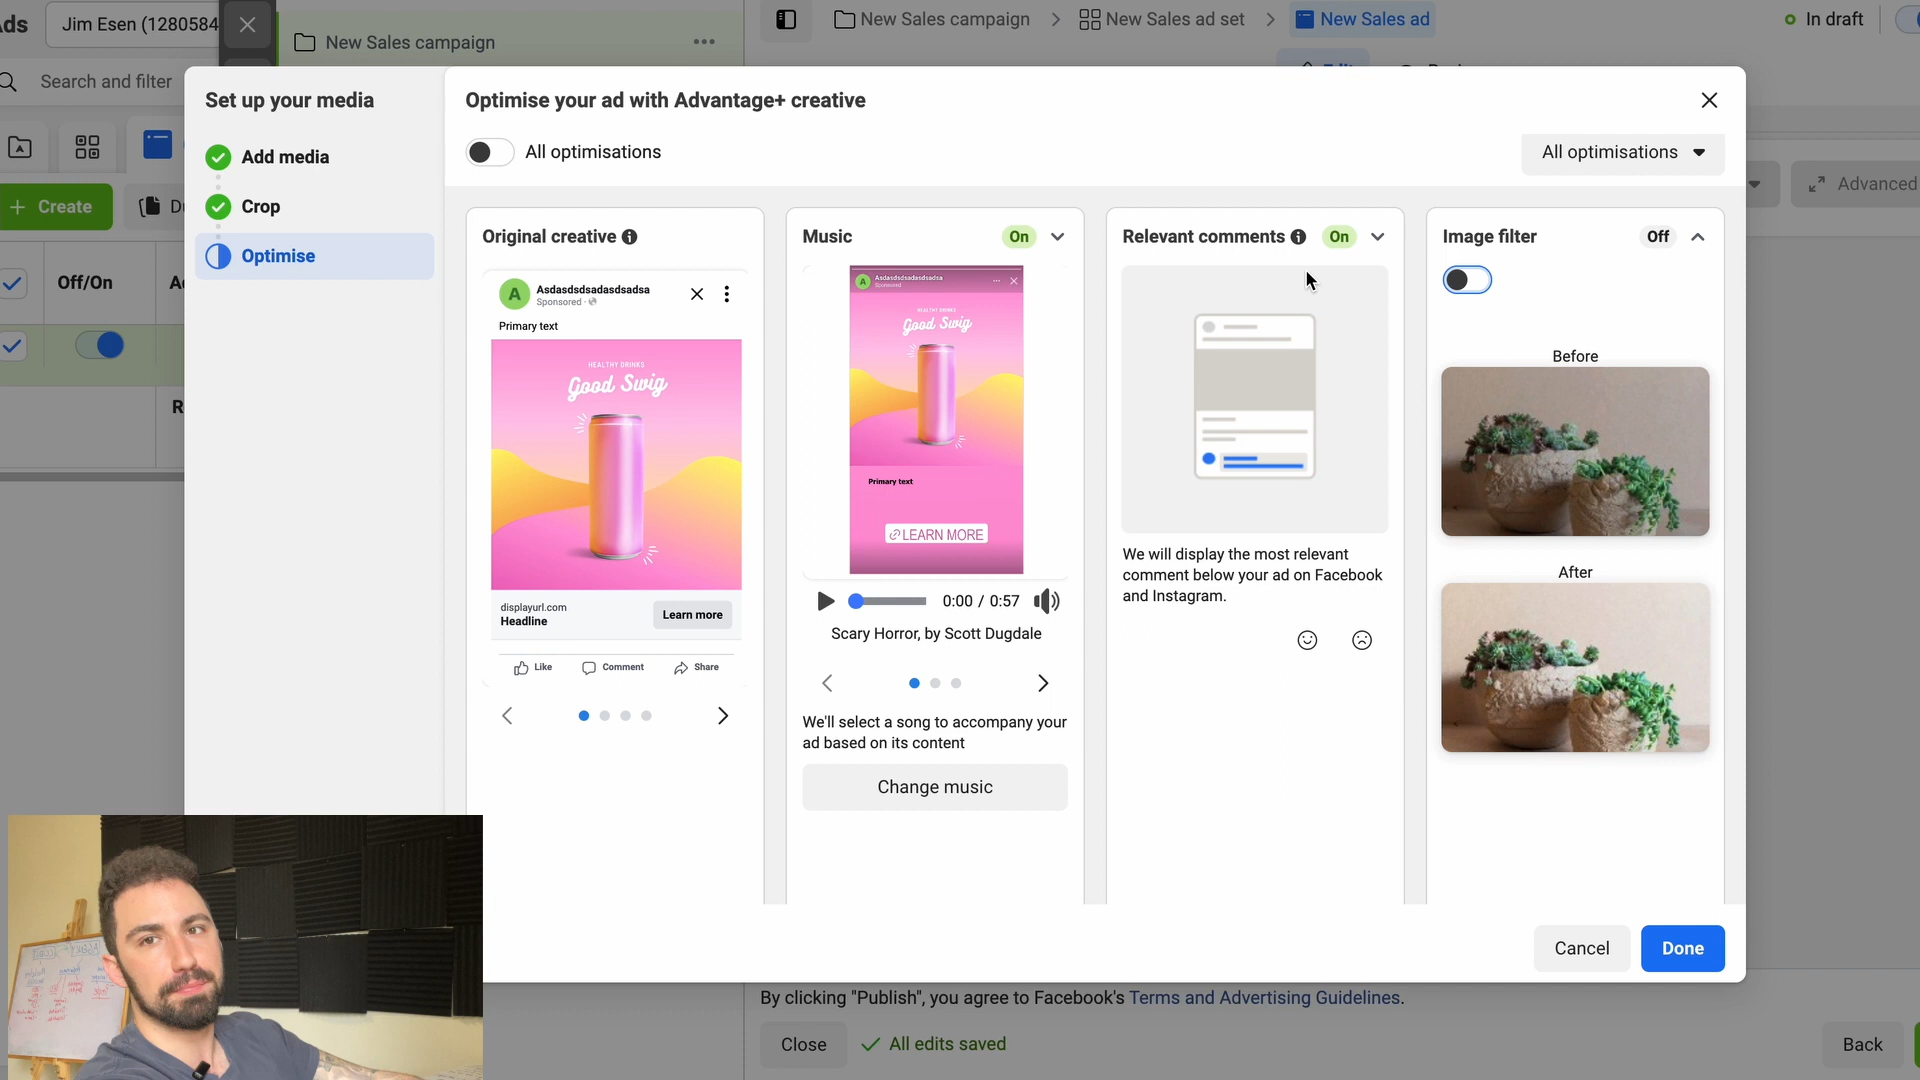 ds
Jim Esen (1280584
New Sales campaign
New Sales campaign
New Sales ad set
New Sales ad
In draft
Search and filter
Create
Off/On
Advanced
Set up your media
Add media
Crop
Optimise
Optimise your ad with Advantage+ creative
All optimisations
All optimisations
Original creative
A
Asdasdsdsadasdsadsa
Sponsored ·
Primary text
HEALTHY DRINKS
Good Swig
displayurl.com
Headline
Learn more
Like
Comment
Share
Music
On
A
Asdasdsdsadasdsadsa
Sponsored
HEALTHY DRINKS
Good Swig
Primary text
LEARN MORE
0:00 / 0:57
Scary Horror, by Scott Dugdale
We'll select a song to accompany your
ad based on its content
Change music
Relevant comments
On
We will display the most relevant
comment below your ad on Facebook
and Instagram.
Image filter
Off
Before
After
Cancel
Done
By clicking "Publish", you agree to Facebook's Terms and Advertising Guidelines.
Close
All edits saved
Back